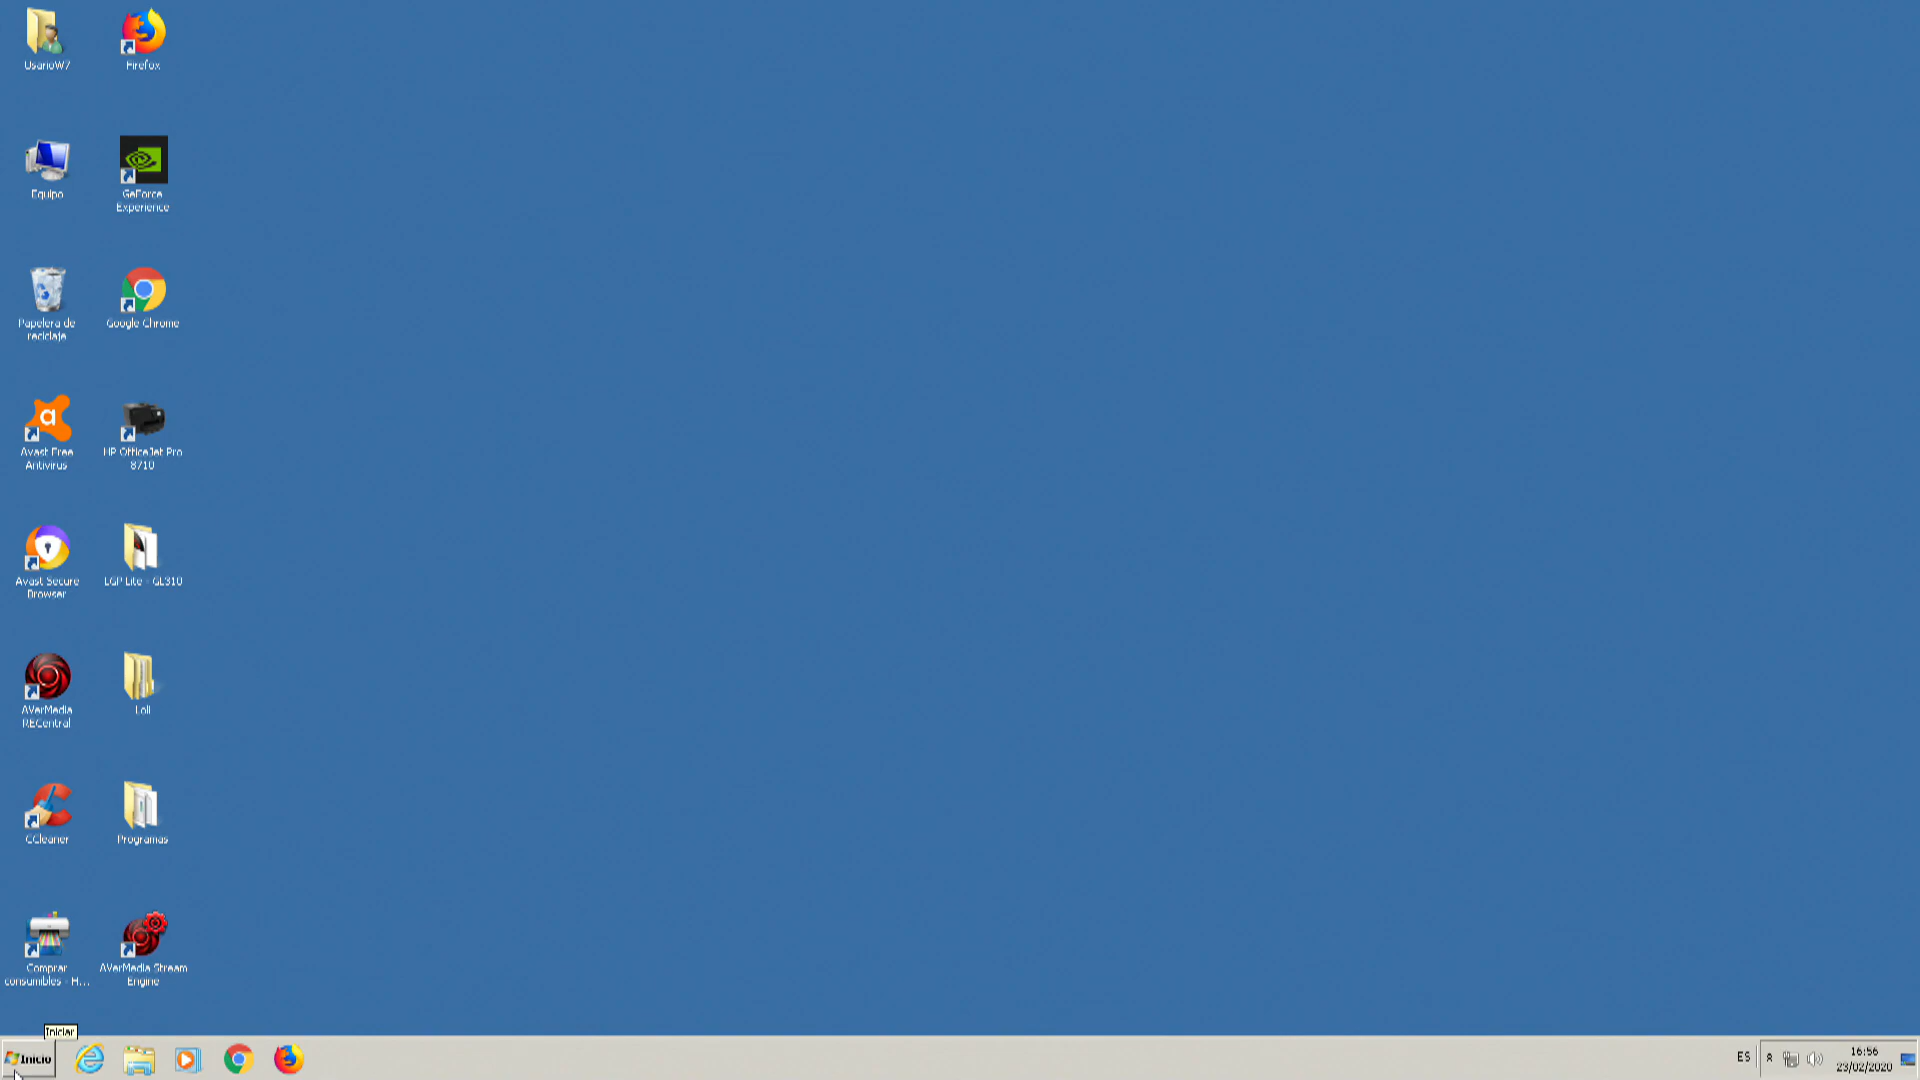 UsarioW7
Firefox
Equipo
GeForce
Experience
Papelera de
reciclaje
Google Chrome
Avast Free
Antivirus
HP OfficeJet Pro
8710
Avast Secure
Browser
LGP Lite - GL310
AVerMedia
RECentral
Loli
CCleaner
Programas
Comprar
consumibles - H...
AVerMedia Stream
Engine
Iniciar
Inicio
ES
16:56
23/02/2020